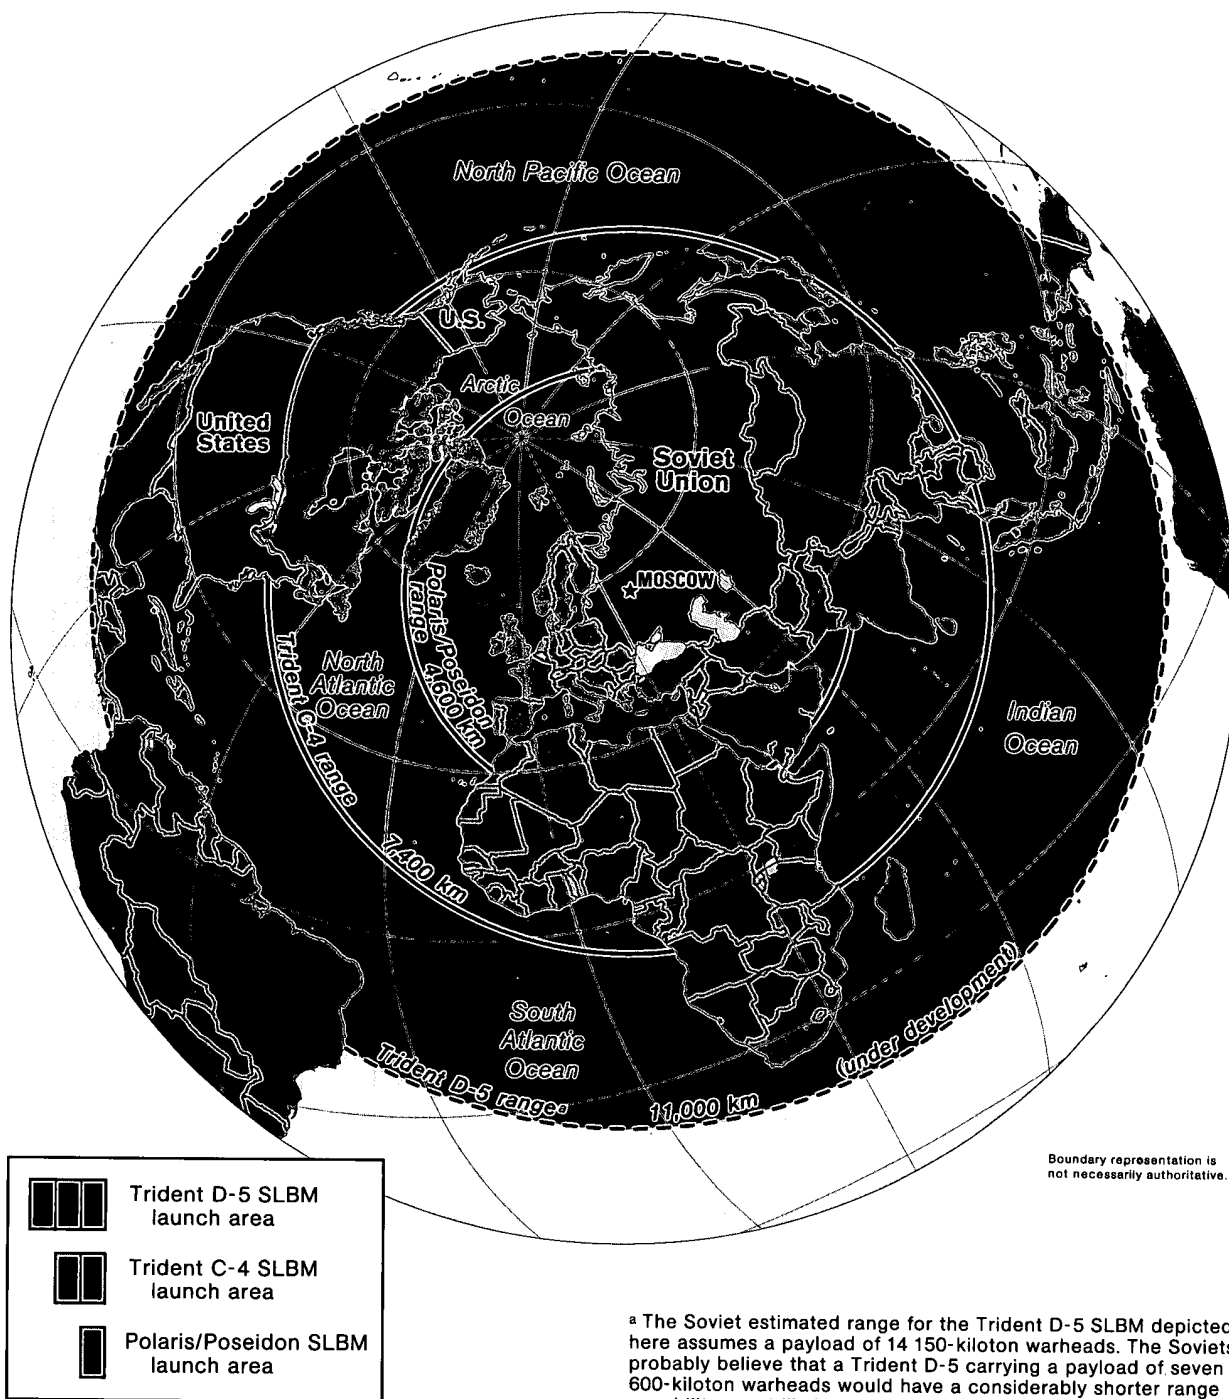 North Pacific Ocean
U.S.
Arctic
Ocean
United
States
Soviet
Union
MOSCOW
Polaris/Poseidon
range
4,600 km
North
Atlantic
Ocean
Trident C-4 range
7,400 km
Indian
Ocean
South
Atlantic
Ocean
Trident D-5 rangeª
11,000 km
(under development)
Boundary representation is
not necessarily authoritative.
Trident D-5 SLBM
launch area
Trident C-4 SLBM
launch area
Polaris/Poseidon SLBM
launch area
ª The Soviet estimated range for the Trident D-5 SLBM depicted
here assumes a payload of 14 150-kiloton warheads. The Soviets
probably believe that a Trident D-5 carrying a payload of seven
600-kiloton warheads would have a considerably shorter range